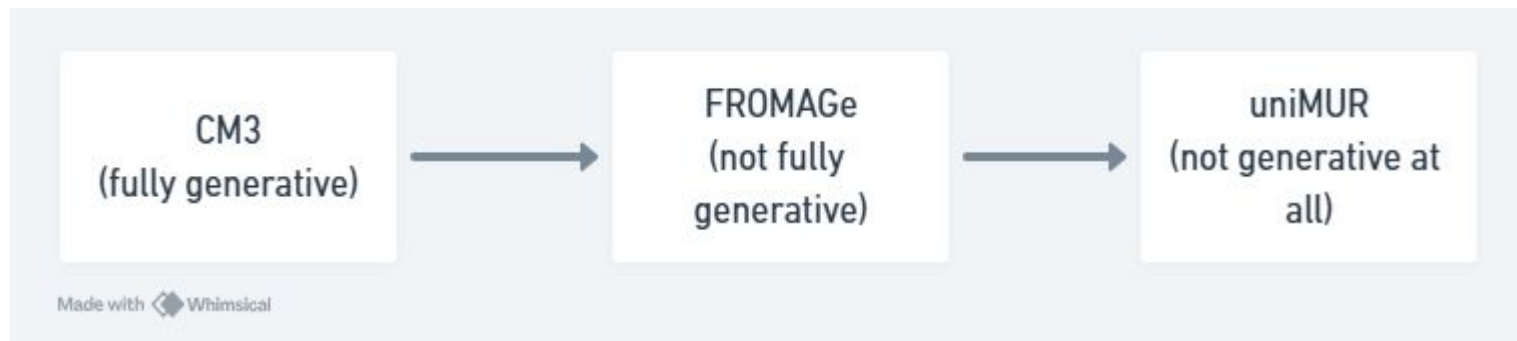 CM3
(fully generative)
FROMAGe
(not fully
generative)
uniMUR
(not generative at
all)
Made with Whimsical